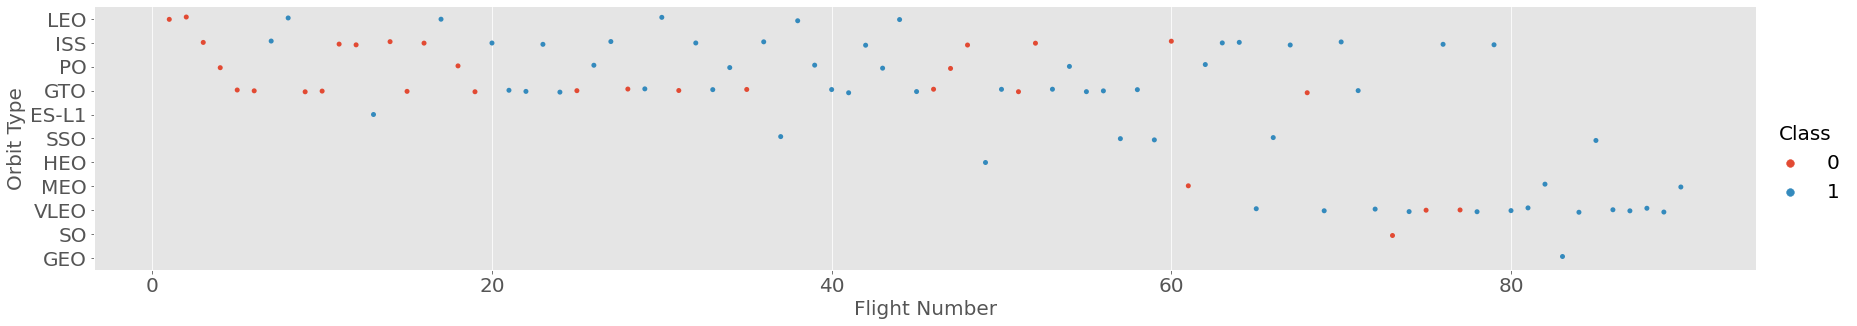 Orbit Type
LEO
ISS
PO
GTO
ES-L1
SSO
HEO
MEO
VLEO
SO
GEO
0 20 40 60 80
Flight Number
Class
0
1